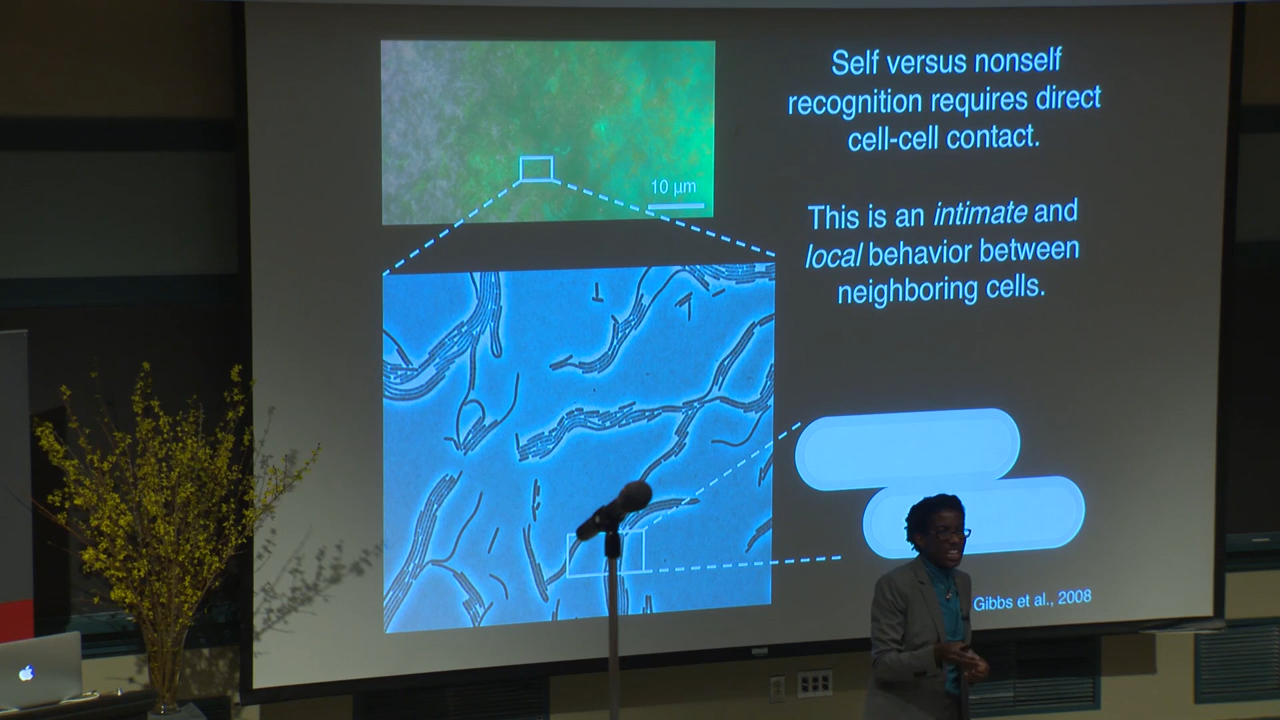 Self versus nonself
recognition requires direct
cell-cell contact.
10 µm
This is an intimate and
local behavior between
neighboring cells.
Gibbs et al., 2008